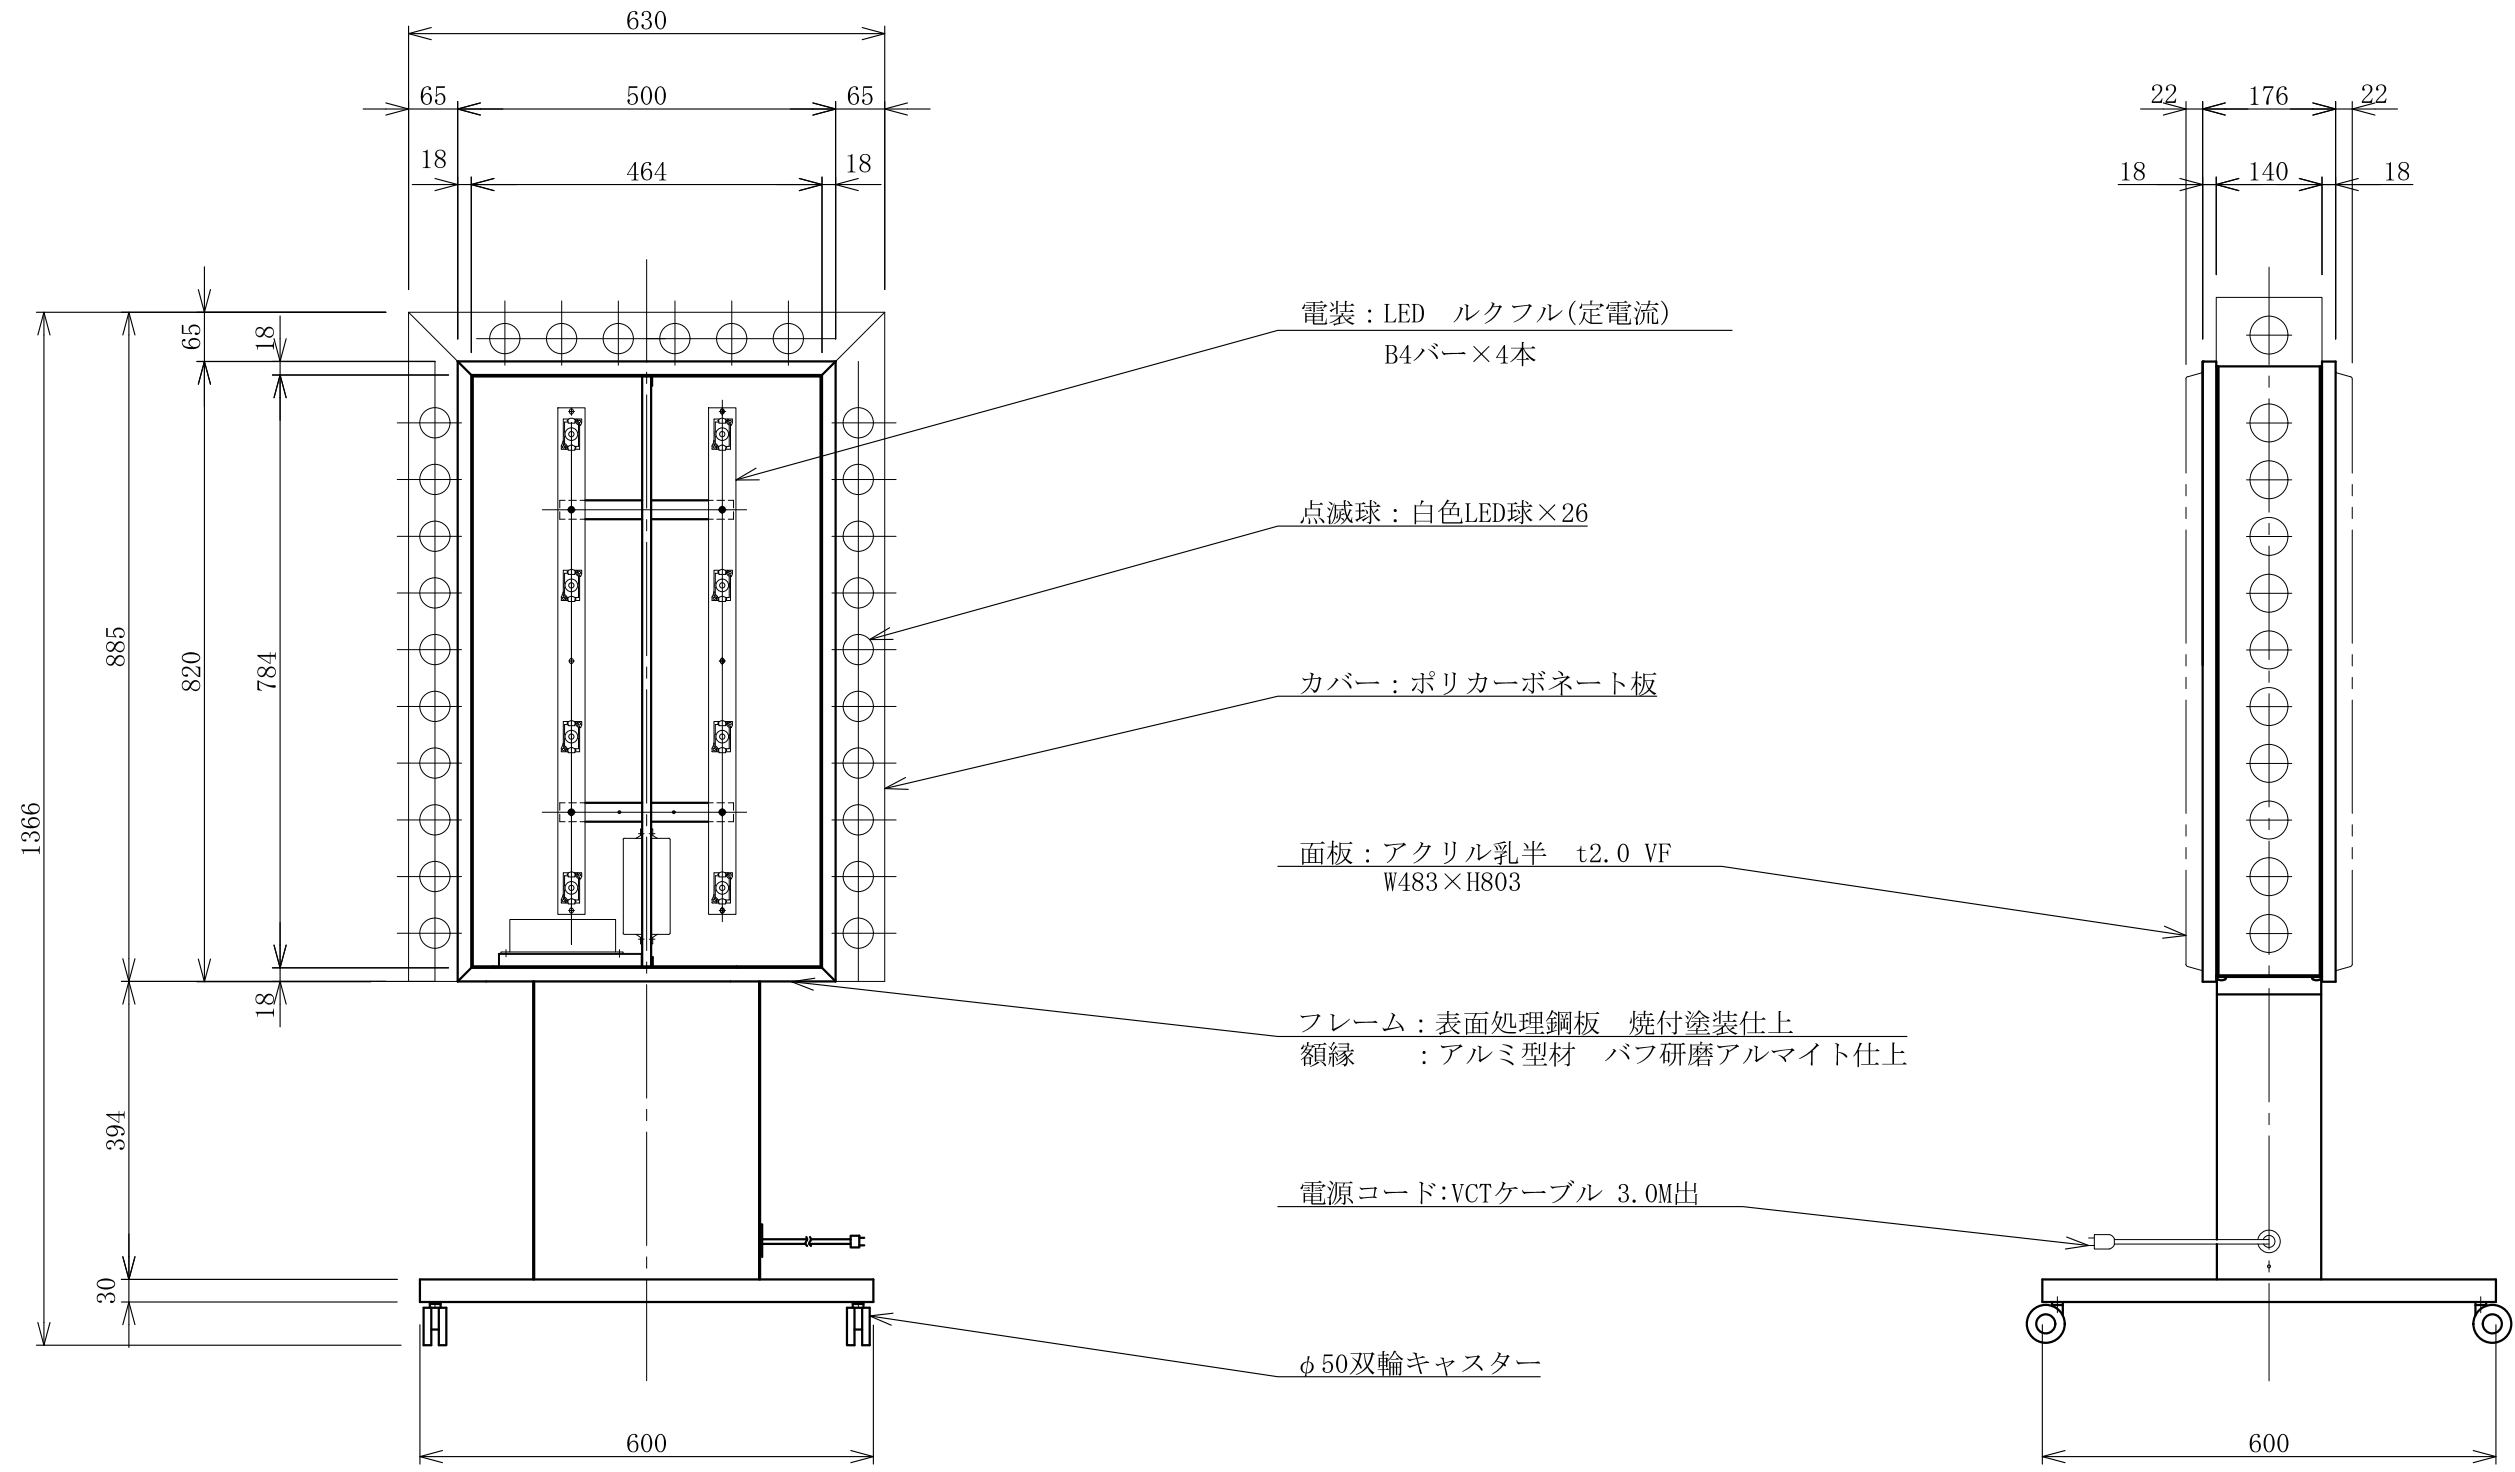 630
65 500 65
18 464 18
22 176 22
18 140 18
65
18
885
820
784
1366
18
394
30
600
電装：LED　ルクフル(定電流)
B4バー×4本
点滅球：白色LED球×26
カバー：ポリカーボネート板
面板：アクリル乳半　t2.0 VF
W483×H803
フレーム：表面処理鋼板　焼付塗装仕上
額縁　　：アルミ型材　バフ研磨アルマイト仕上
電源コード:VCTケーブル 3.0M出
φ50双輪キャスター
600